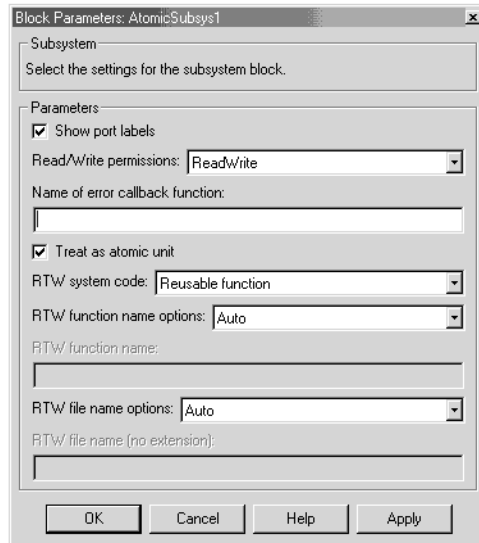 Block Parameters: AtomicSubsys1
Subsystem
Select the settings for the subsystem block.
Parameters
Show port labels
Read/Write permissions: ReadWrite
Name of error callback function:
Treat as atomic unit
RTW system code: Reusable function
RTW function name options: Auto
RTW function name:
RTW file name options: Auto
RTW file name (no extension):
OK Cancel Help Apply